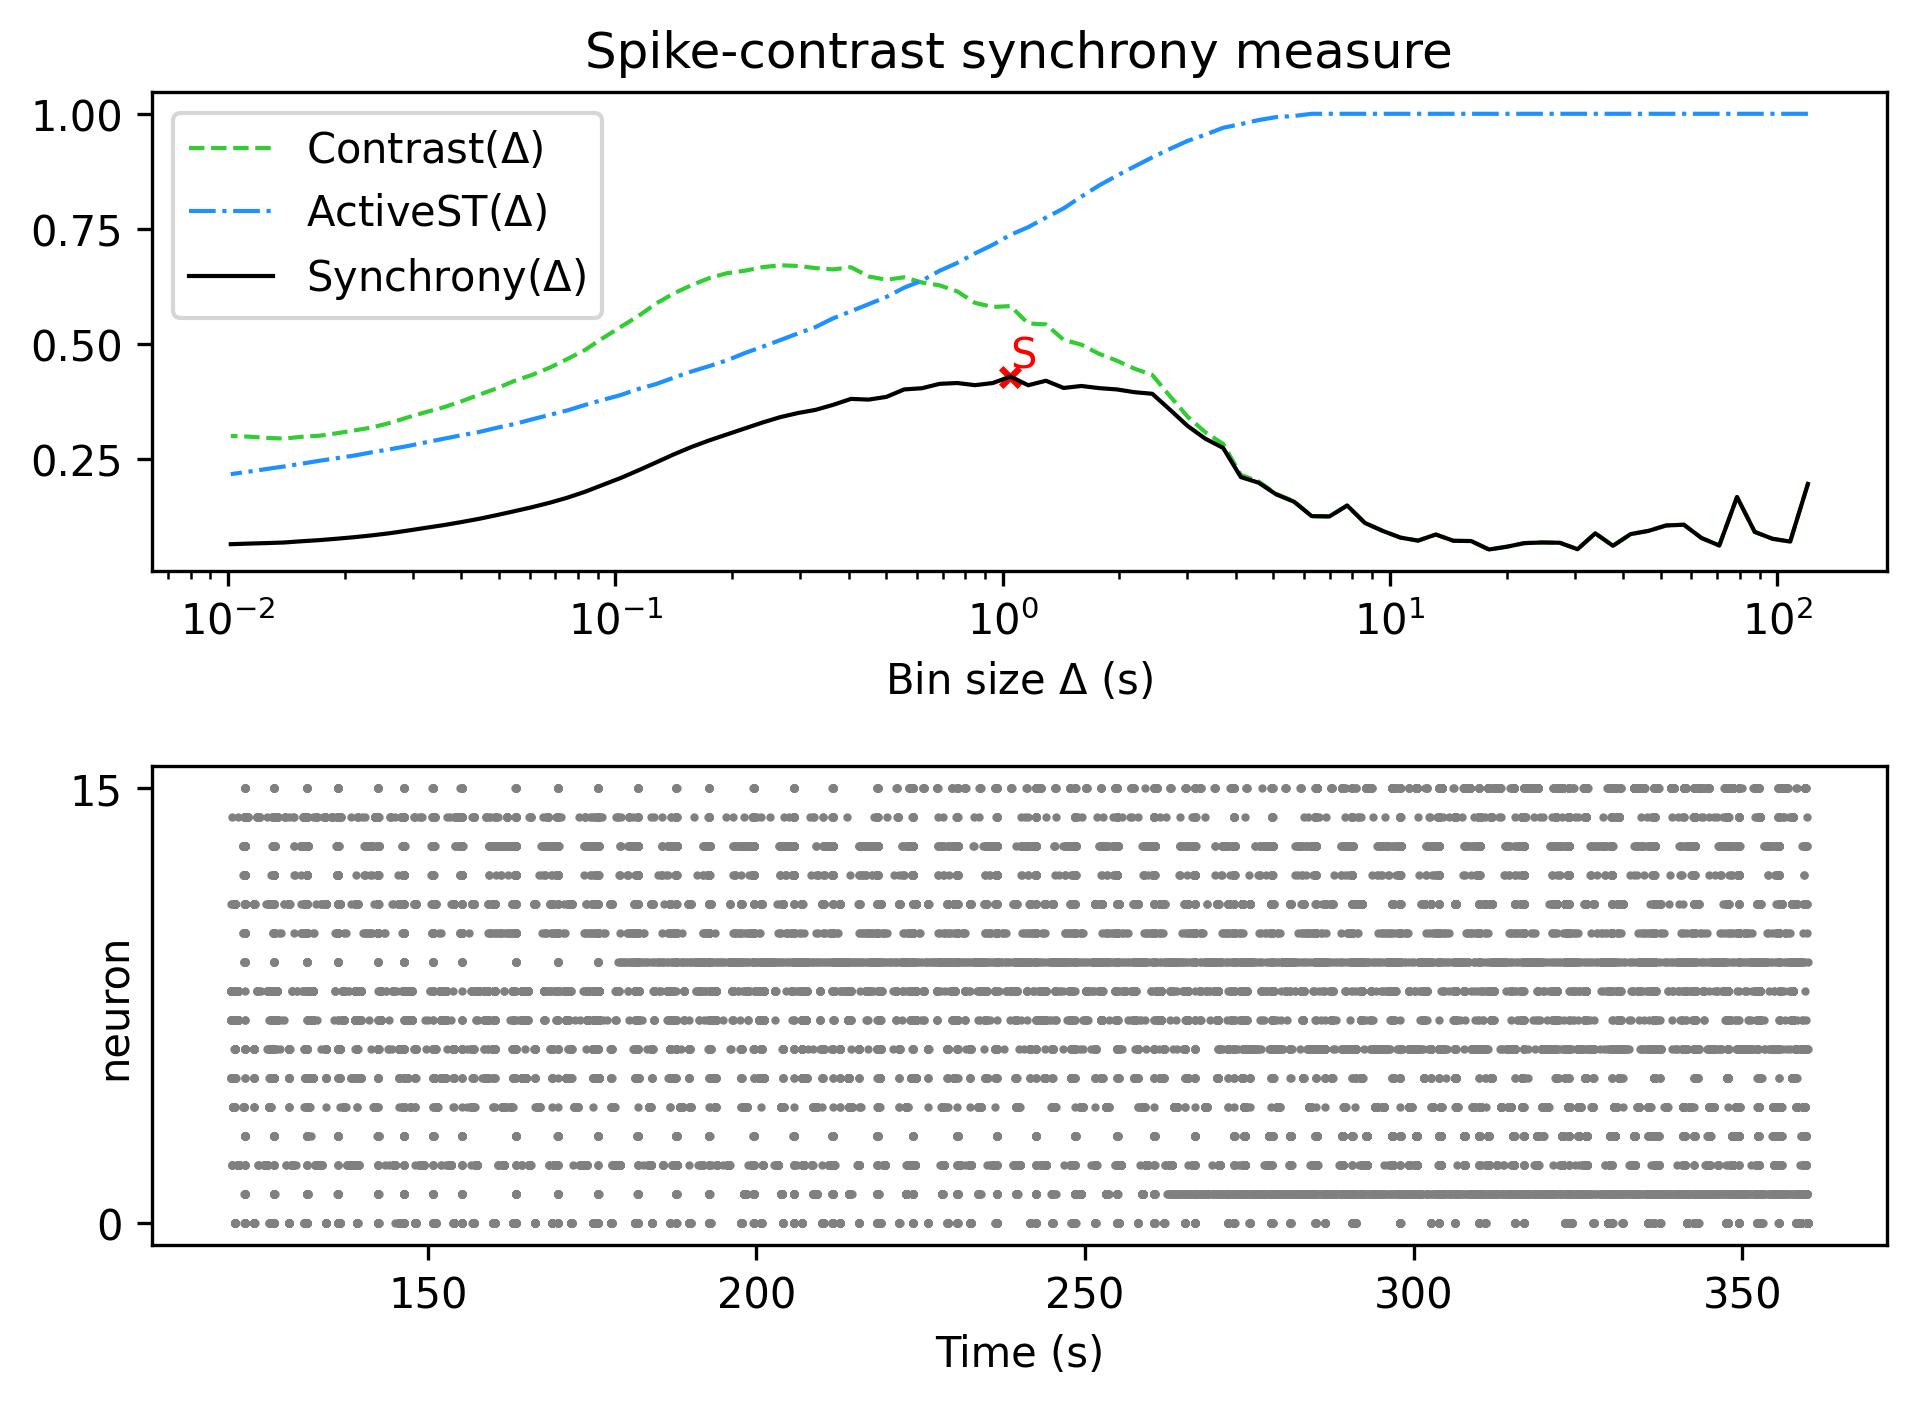 Spike-contrast synchrony measure
1.00
0.75
0.50
0.25
Contrast(Δ)
ActiveST(Δ)
Synchrony(Δ)
S
10⁻² 10⁻¹ 10⁰ 10¹ 10²
Bin size Δ (s)
15
0
neuron
150 200 250 300 350
Time (s)